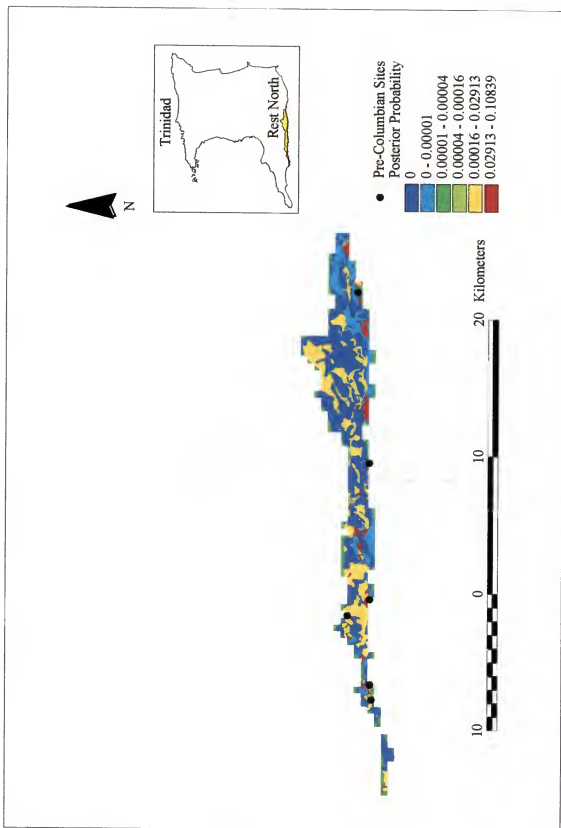 Trinidad
Rest North
N
Pre-Columbian Sites
Posterior Probability
0
0 - 0.00001
0.00001 - 0.00004
0.00004 - 0.00016
0.00016 - 0.02913
0.02913 - 0.10839
10 0 10 20 Kilometers